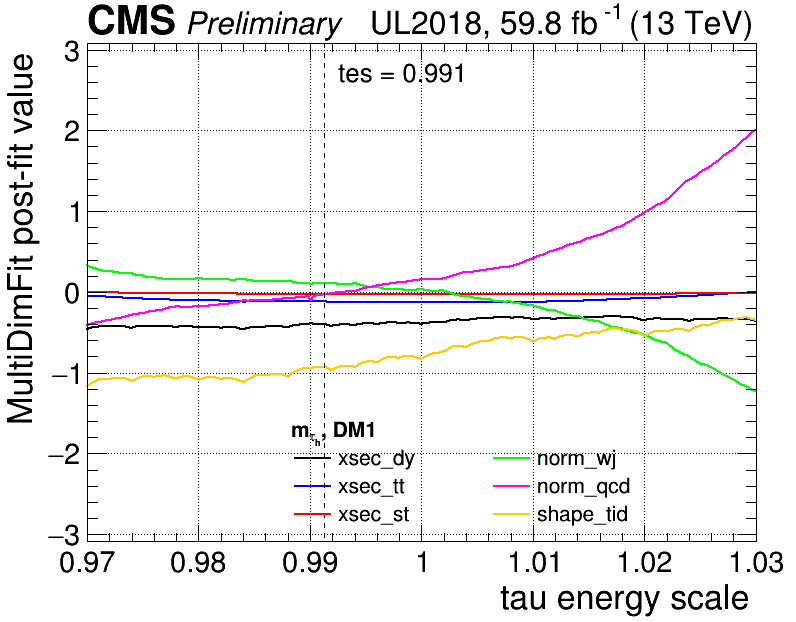 CMS Preliminary UL2018, 59.8 fb⁻¹ (13 TeV)
MultiDimFit post-fit value
3
2
1
0
−1
−2
−3
tes = 0.991
m_τ_h, DM1
xsec_dy norm_wj
xsec_tt norm_qcd
xsec_st shape_tid
0.97 0.98 0.99 1 1.01 1.02 1.03
tau energy scale